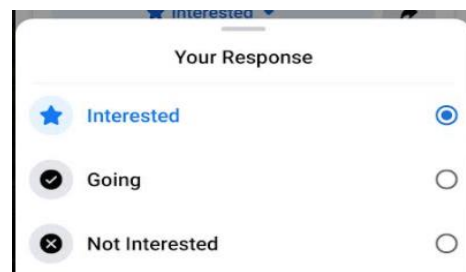 Interested
Your Response
Interested
Going
Not Interested